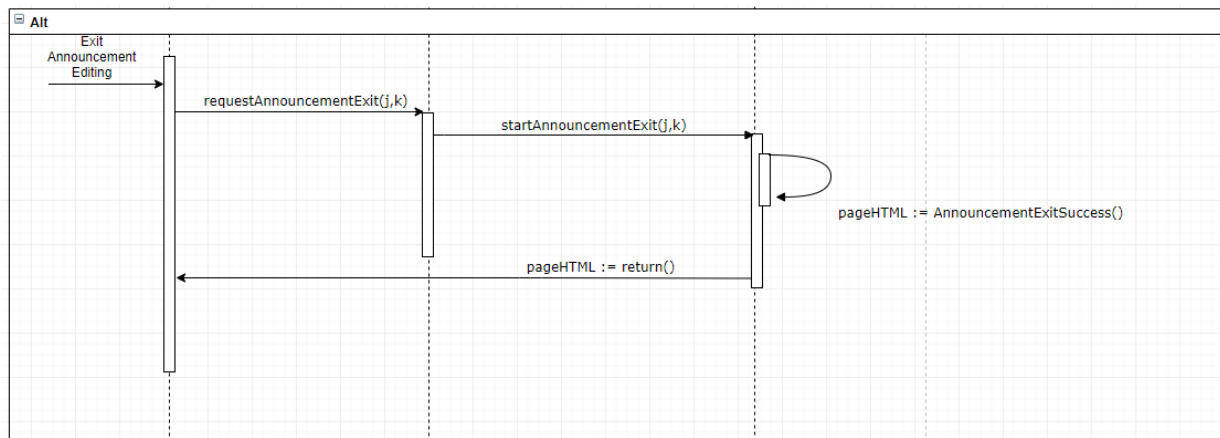 Alt
Exit
Announcement
Editing
requestAnnouncementExit(j,k)
startAnnouncementExit(j,k)
pageHTML := AnnouncementExitSuccess()
pageHTML := return()